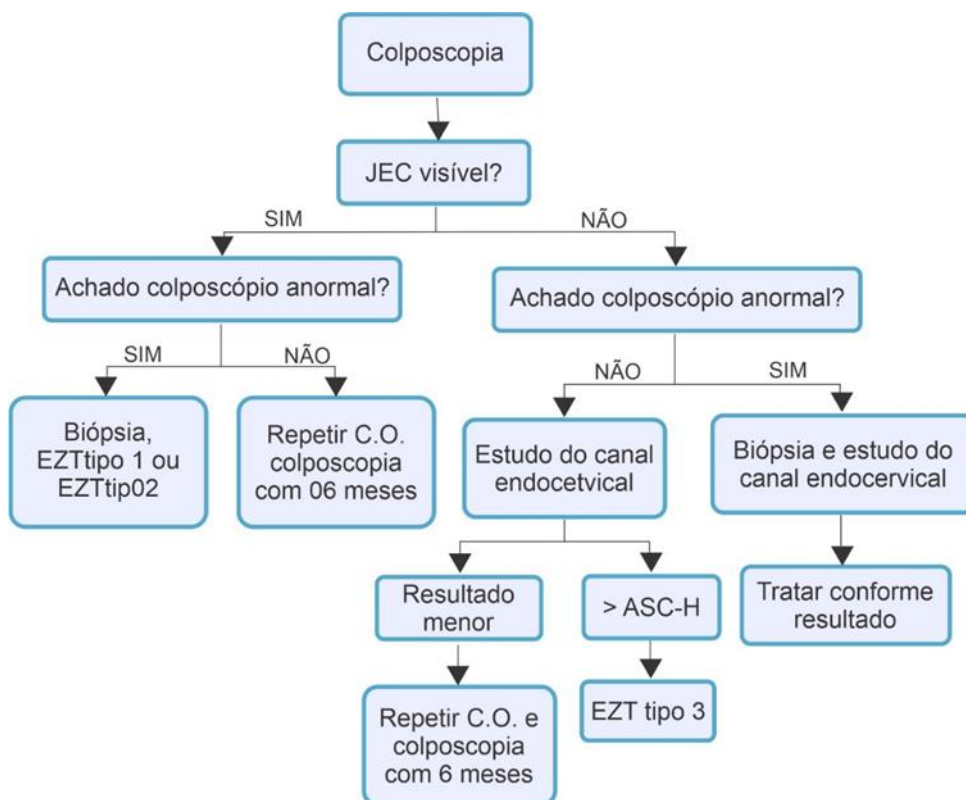 Colposcopia
JEC visível?
SIM
NÃO
Achado colposcópio anormal?
Achado colposcópio anormal?
SIM
NÃO
NÃO
SIM
Biópsia,
EZTtipo 1 ou
EZTtip02
Repetir C.O.
colposcopia
com 06 meses
Estudo do canal
endocetvical
Biópsia e estudo do
canal endocervical
Resultado
menor
> ASC-H
Tratar conforme
resultado
Repetir C.O. e
colposcopia
com 6 meses
EZT tipo 3